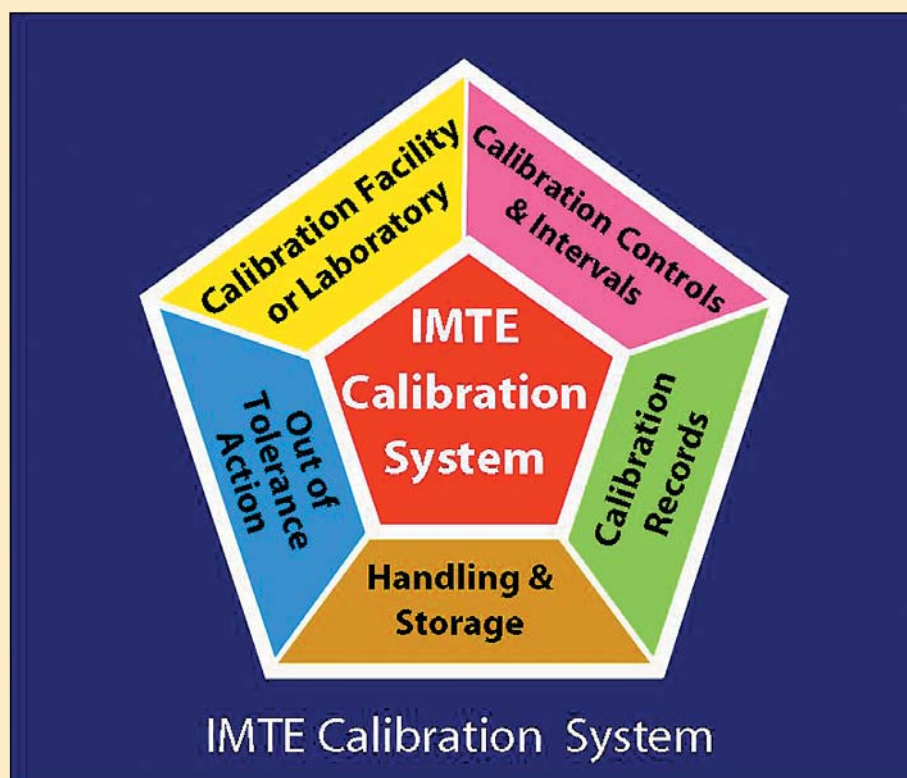 Calibration Facility
or Laboratory
Calibration Controls
& Intervals
IMTE
Calibration
System
Out of
Tolerance
Action
Calibration
Records
Handling &
Storage
IMTE Calibration System